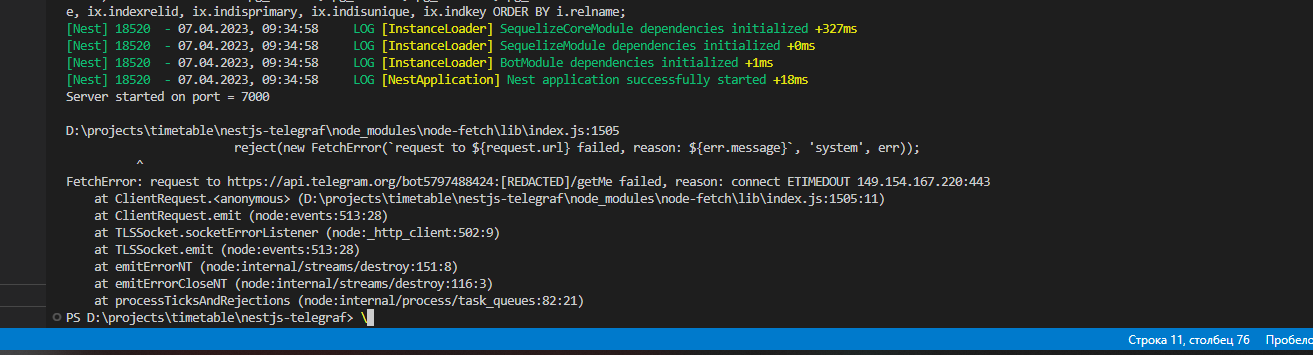 e, ix.indexrelid, ix.indisprimary, ix.indisunique, ix.indkey ORDER BY i.relname;
[Nest] 18520  - 07.04.2023, 09:34:58     LOG [InstanceLoader] SequelizeCoreModule dependencies initialized +327ms
[Nest] 18520  - 07.04.2023, 09:34:58     LOG [InstanceLoader] SequelizeModule dependencies initialized +0ms
[Nest] 18520  - 07.04.2023, 09:34:58     LOG [InstanceLoader] BotModule dependencies initialized +1ms
[Nest] 18520  - 07.04.2023, 09:34:58     LOG [NestApplication] Nest application successfully started +18ms
Server started on port = 7000
D:\projects\timetable\nestjs-telegraf\node_modules\node-fetch\lib\index.js:1505
reject(new FetchError(`request to ${request.url} failed, reason: ${err.message}`, 'system', err));
^
FetchError: request to https://api.telegram.org/bot5797488424:[REDACTED]/getMe failed, reason: connect ETIMEDOUT 149.154.167.220:443
at ClientRequest.<anonymous> (D:\projects\timetable\nestjs-telegraf\node_modules\node-fetch\lib\index.js:1505:11)
at ClientRequest.emit (node:events:513:28)
at TLSSocket.socketErrorListener (node:_http_client:502:9)
at TLSSocket.emit (node:events:513:28)
at emitErrorNT (node:internal/streams/destroy:151:8)
at emitErrorCloseNT (node:internal/streams/destroy:116:3)
at processTicksAndRejections (node:internal/process/task_queues:82:21)
PS D:\projects\timetable\nestjs-telegraf> \
Строка 11, столбец 76 Пробелс